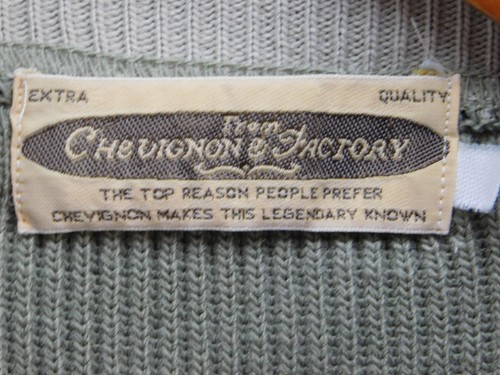 EXTRA QUALITY
From
CHEVIGNON & FACTORY
THE TOP REASON PEOPLE PREFER
CHEVIGNON MAKES THIS LEGENDARY KNOWN